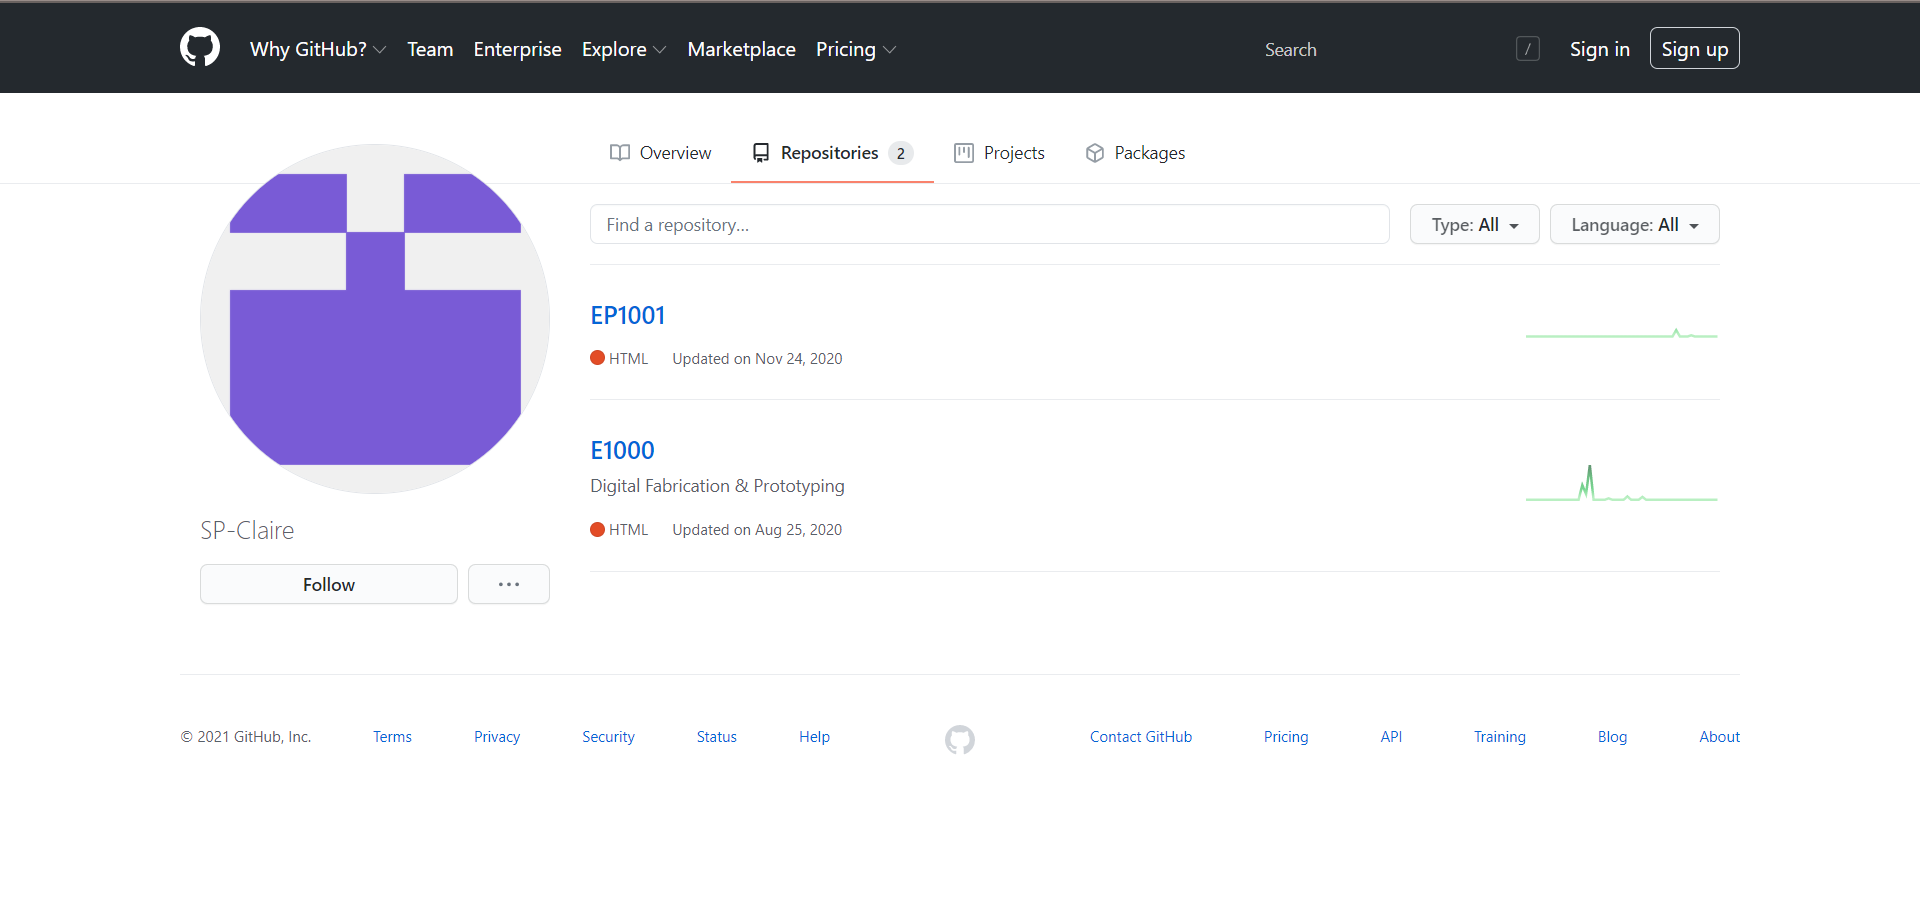 Why GitHub? Team Enterprise Explore Marketplace Pricing Search / Sign in Sign up
Overview Repositories 2 Projects Packages
Find a repository... Type: All Language: All
EP1001
HTML Updated on Nov 24, 2020
E1000
Digital Fabrication & Prototyping
HTML Updated on Aug 25, 2020
SP-Claire
Follow ...
© 2021 GitHub, Inc. Terms Privacy Security Status Help Contact GitHub Pricing API Training Blog About